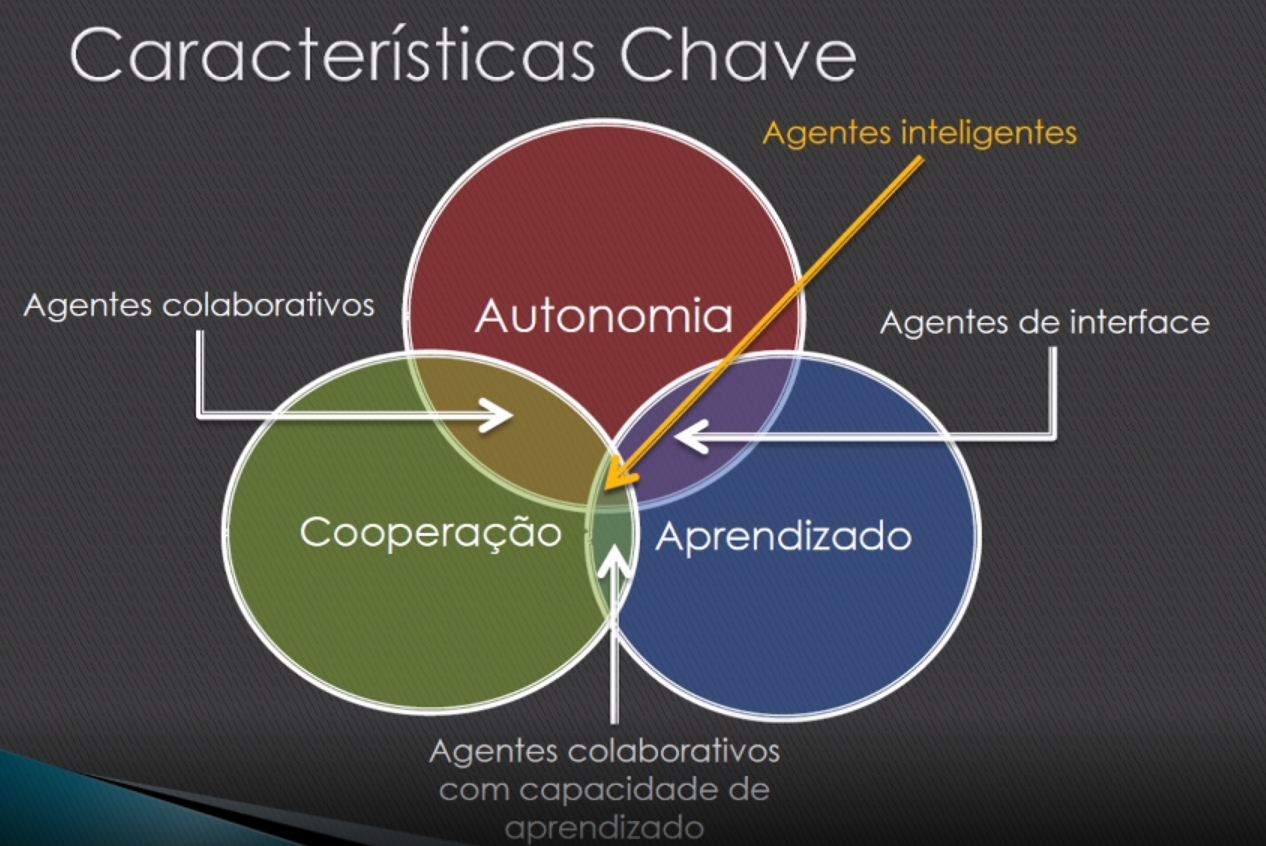 Características Chave
Agentes inteligentes
Agentes colaborativos
Autonomia
Agentes de interface
Cooperação
Aprendizado
Agentes colaborativos
com capacidade de
aprendizado